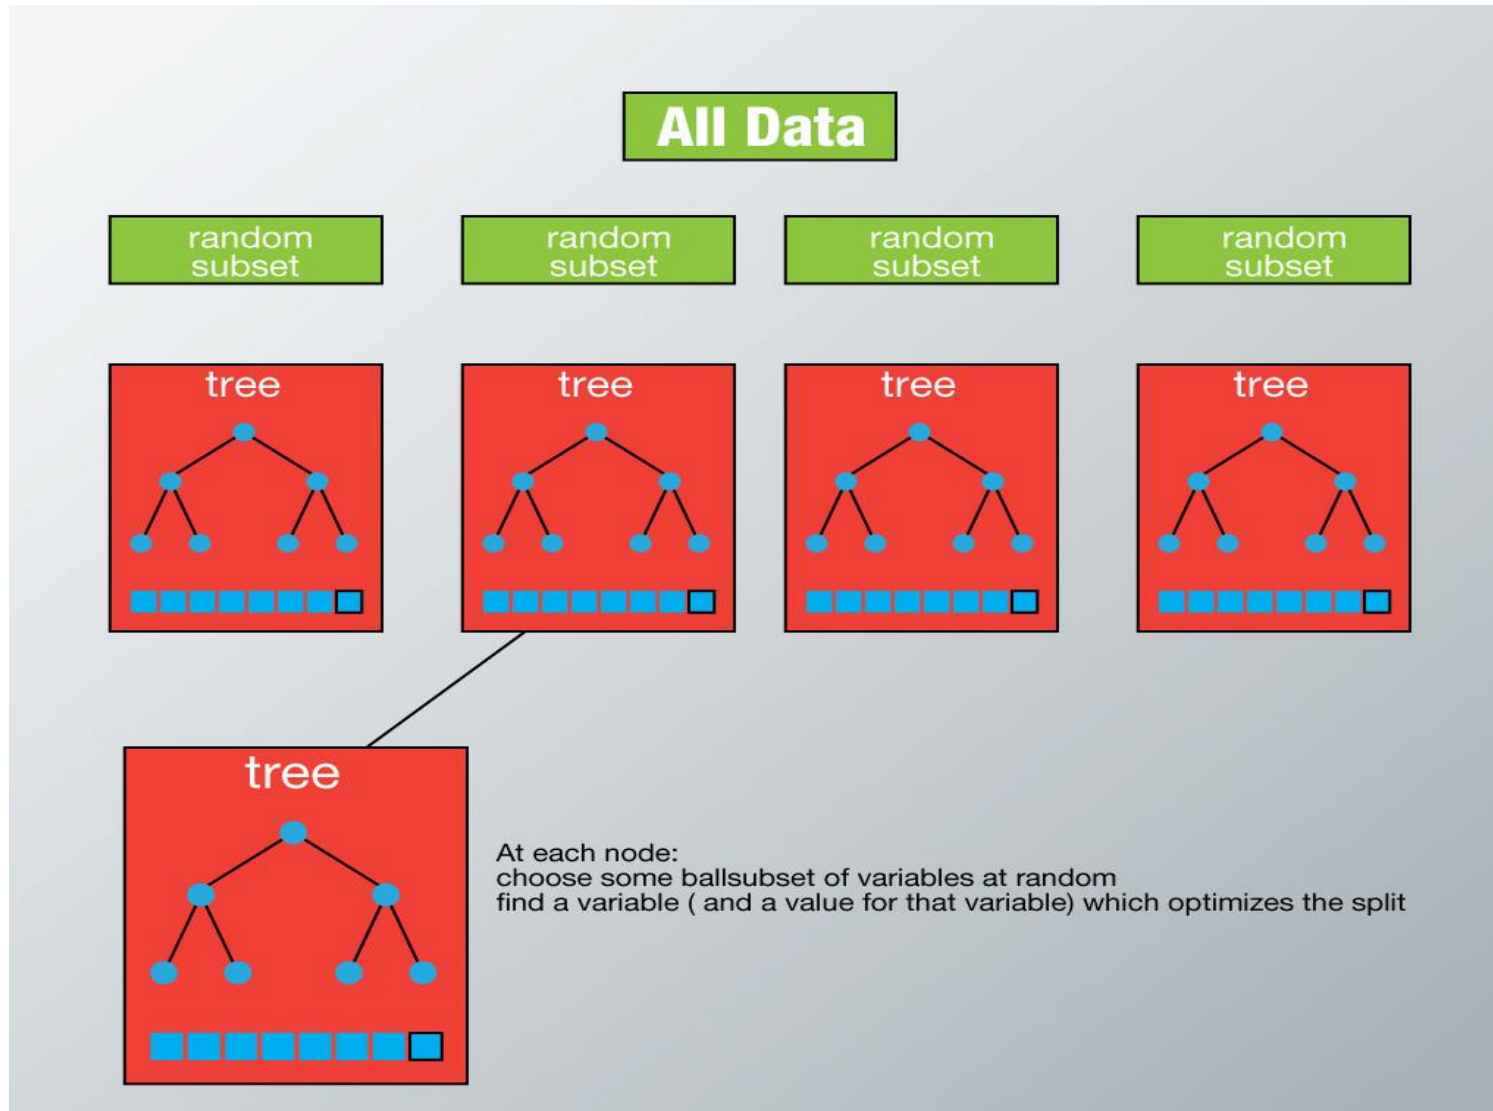 All Data
random
subset
random
subset
random
subset
random
subset
tree
tree
tree
tree
tree
At each node:
choose some ballsubset of variables at random
find a variable ( and a value for that variable) which optimizes the split